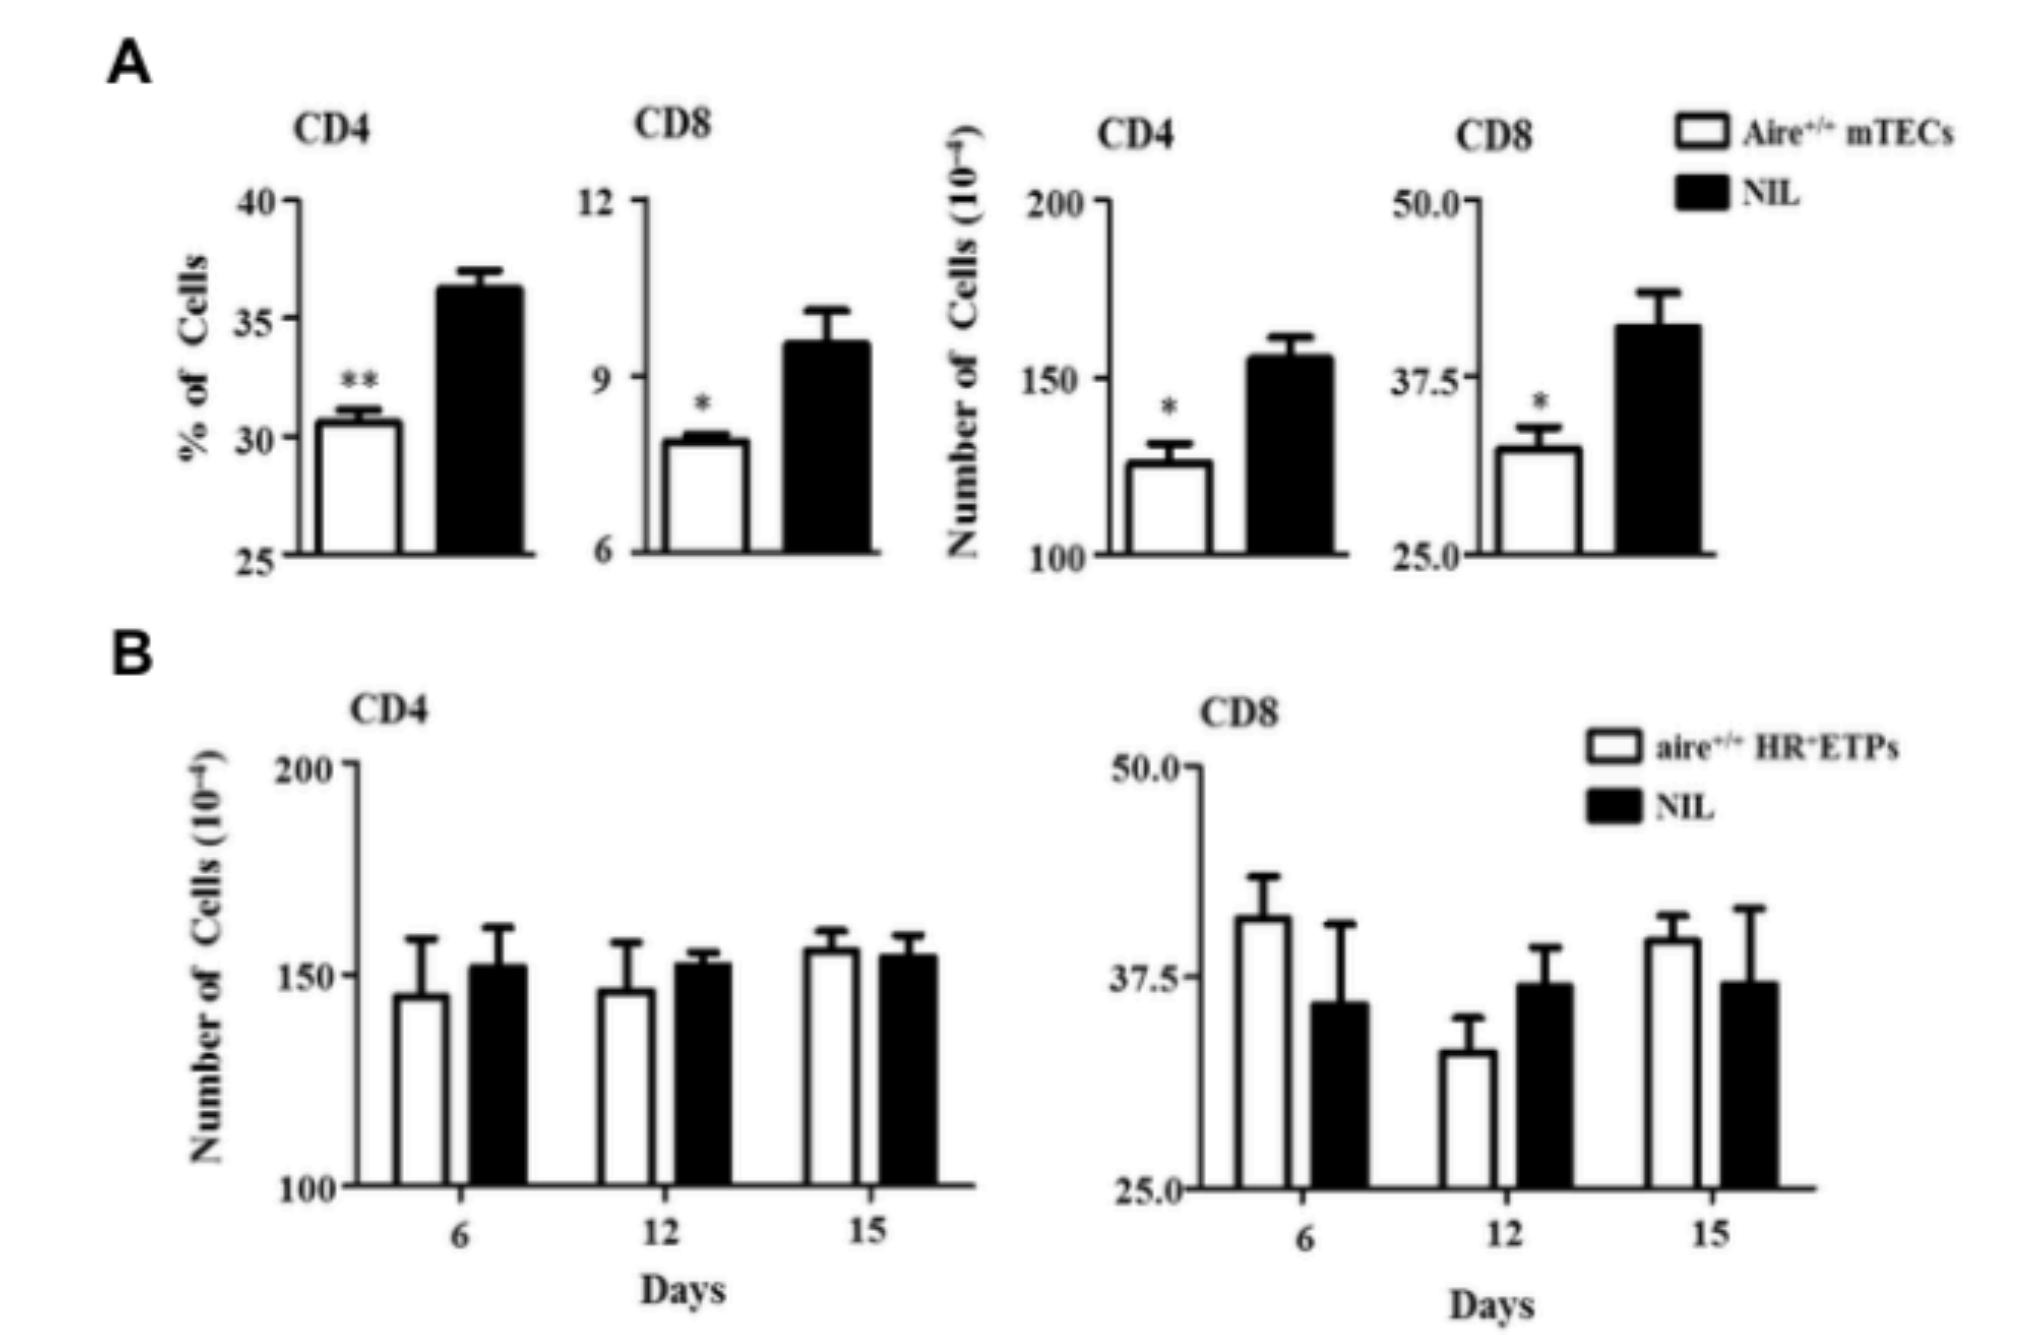 A
CD4
CD8
CD4
CD8
Aire+/+ mTECs
NIL
% of Cells
40
35
30
25
**
12
9
6
*
Number of Cells (10⁻⁴)
200
150
100
*
50.0
37.5
25.0
*
B
CD4
CD8
aire+/+ HR+ETPs
NIL
Number of Cells (10⁻⁴)
200
150
100
6 12 15
Days
50.0
37.5
25.0
6 12 15
Days